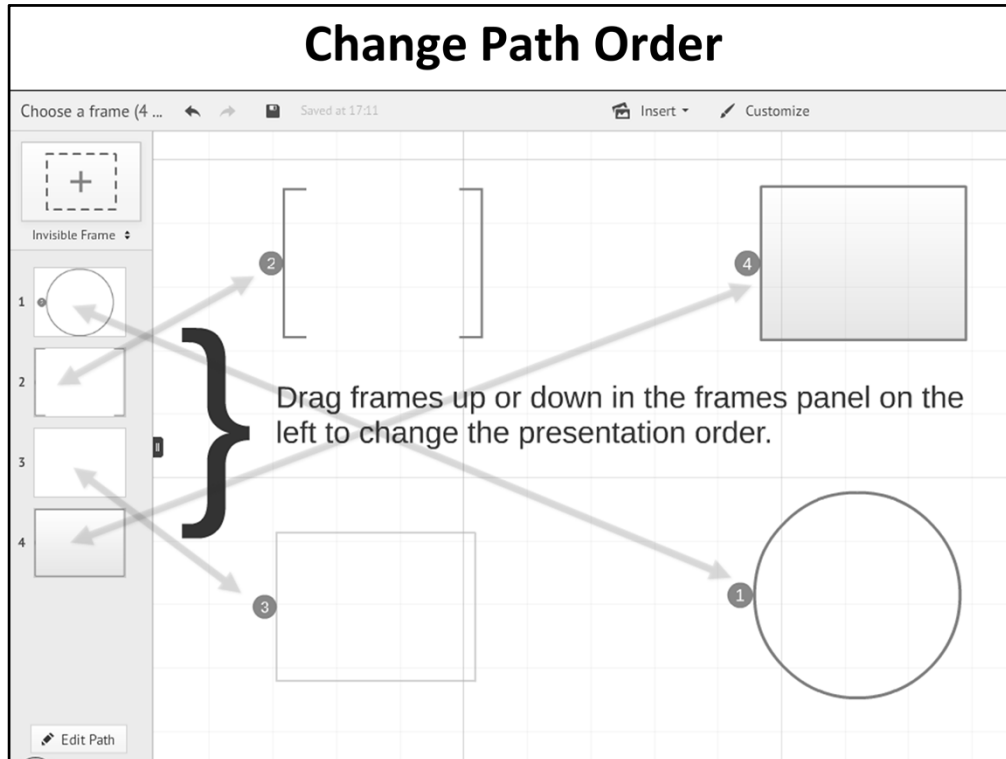 Change Path Order
Choose a frame (4 ...
Saved at 17:11
Insert
Customize
Invisible Frame
1
2
3
4
2
4
Drag frames up or down in the frames panel on the
left to change the presentation order.
3
1
Edit Path